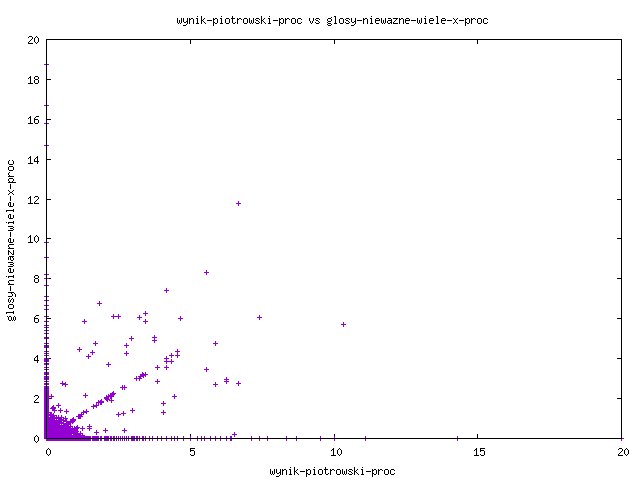 wynik-piotrowski-proc vs glosy-niewazne-wiele-x-proc
20
18
16
14
12
10
8
6
4
2
0
glosy-niewazne-wiele-x-proc
0 5 10 15 20
wynik-piotrowski-proc